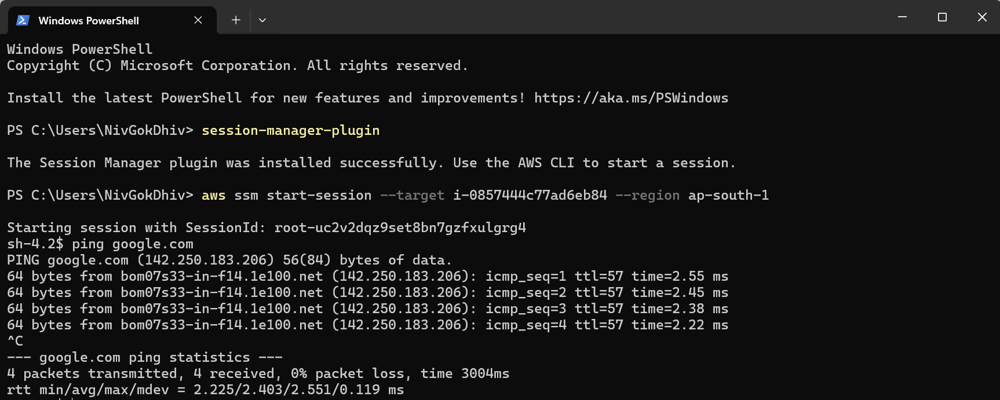 Windows PowerShell
Windows PowerShell
Copyright (C) Microsoft Corporation. All rights reserved.
Install the latest PowerShell for new features and improvements! https://aka.ms/PSWindows
PS C:\Users\NivGokDhiv> session-manager-plugin
The Session Manager plugin was installed successfully. Use the AWS CLI to start a session.
PS C:\Users\NivGokDhiv> aws ssm start-session --target i-0857444c77ad6eb84 --region ap-south-1
Starting session with SessionId: root-uc2v2dqz9set8bn7gzfxulgrg4
sh-4.2$ ping google.com
PING google.com (142.250.183.206) 56(84) bytes of data.
64 bytes from bom07s33-in-f14.1e100.net (142.250.183.206): icmp_seq=1 ttl=57 time=2.55 ms
64 bytes from bom07s33-in-f14.1e100.net (142.250.183.206): icmp_seq=2 ttl=57 time=2.45 ms
64 bytes from bom07s33-in-f14.1e100.net (142.250.183.206): icmp_seq=3 ttl=57 time=2.38 ms
64 bytes from bom07s33-in-f14.1e100.net (142.250.183.206): icmp_seq=4 ttl=57 time=2.22 ms
^C
--- google.com ping statistics ---
4 packets transmitted, 4 received, 0% packet loss, time 3004ms
rtt min/avg/max/mdev = 2.225/2.403/2.551/0.119 ms